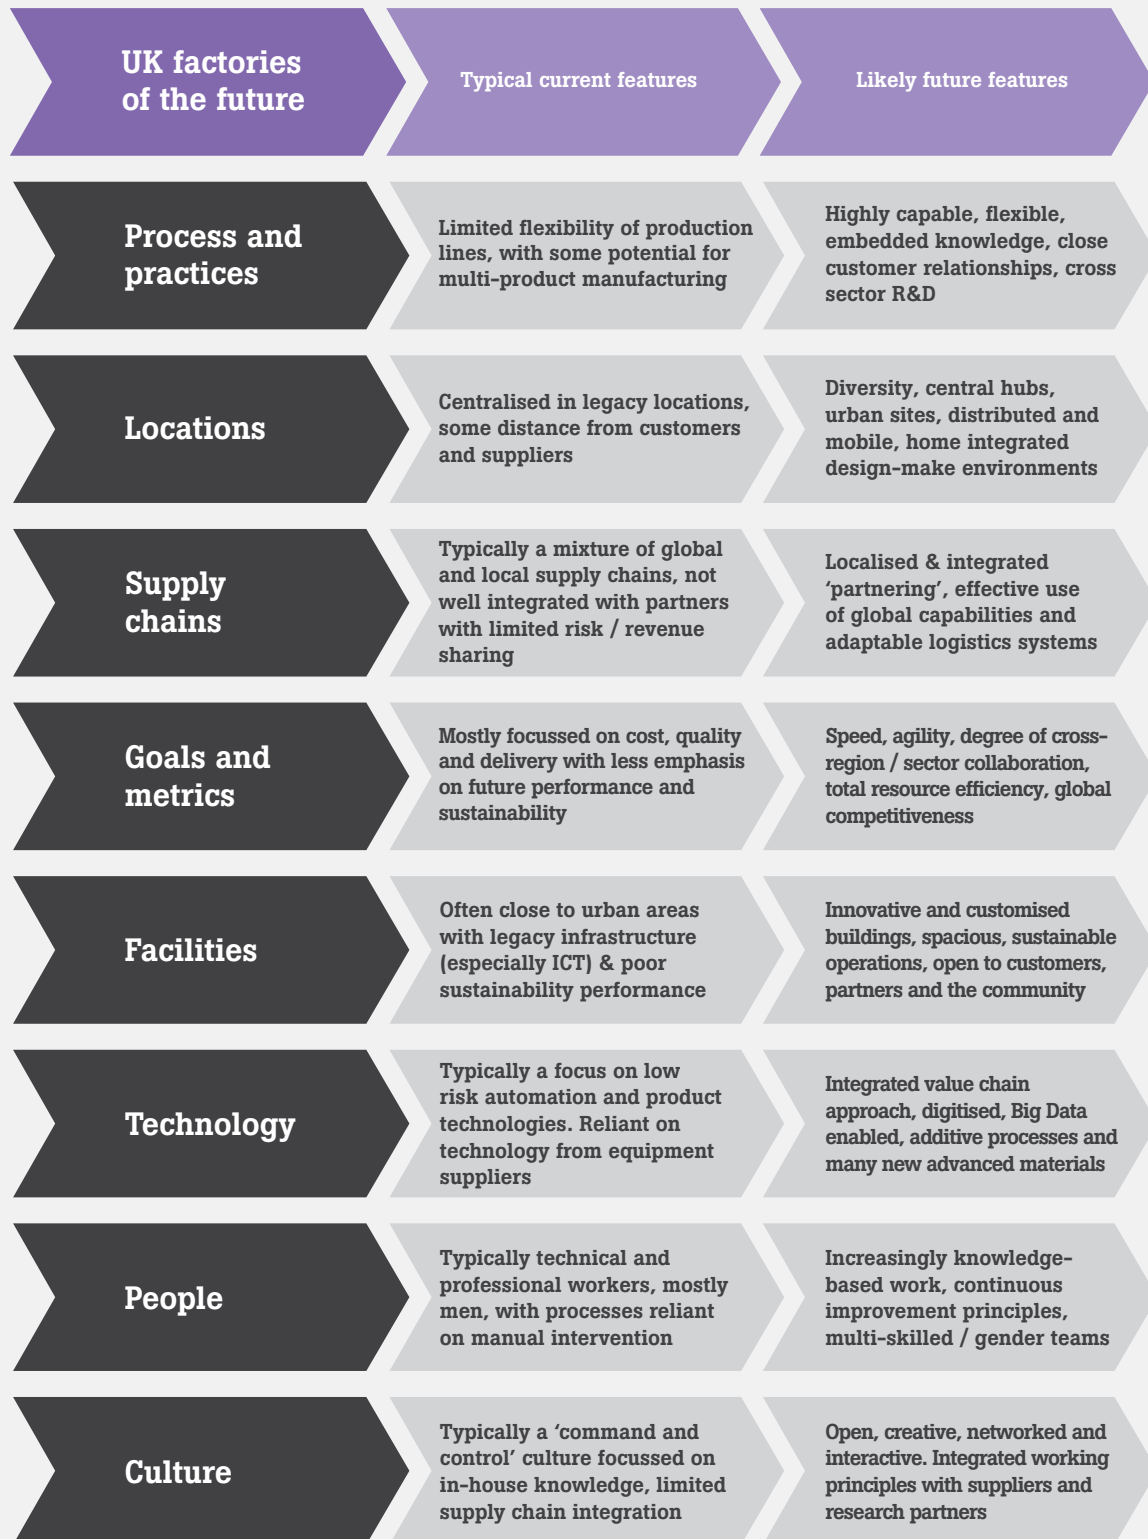 UK factories
of the future
Typical current features
Likely future features
Process and
practices
Limited flexibility of production
lines, with some potential for
multi-product manufacturing
Highly capable, flexible,
embedded knowledge, close
customer relationships, cross
sector R&D
Locations
Centralised in legacy locations,
some distance from customers
and suppliers
Diversity, central hubs,
urban sites, distributed and
mobile, home integrated
design-make environments
Supply
chains
Typically a mixture of global
and local supply chains, not
well integrated with partners
with limited risk / revenue
sharing
Localised & integrated
‘partnering’, effective use
of global capabilities and
adaptable logistics systems
Goals and
metrics
Mostly focussed on cost, quality
and delivery with less emphasis
on future performance and
sustainability
Speed, agility, degree of cross-
region / sector collaboration,
total resource efficiency, global
competitiveness
Facilities
Often close to urban areas
with legacy infrastructure
(especially ICT) & poor
sustainability performance
Innovative and customised
buildings, spacious, sustainable
operations, open to customers,
partners and the community
Technology
Typically a focus on low
risk automation and product
technologies. Reliant on
technology from equipment
suppliers
Integrated value chain
approach, digitised, Big Data
enabled, additive processes and
many new advanced materials
People
Typically technical and
professional workers, mostly
men, with processes reliant
on manual intervention
Increasingly knowledge-
based work, continuous
improvement principles,
multi-skilled / gender teams
Culture
Typically a ‘command and
control’ culture focussed on
in-house knowledge, limited
supply chain integration
Open, creative, networked and
interactive. Integrated working
principles with suppliers and
research partners